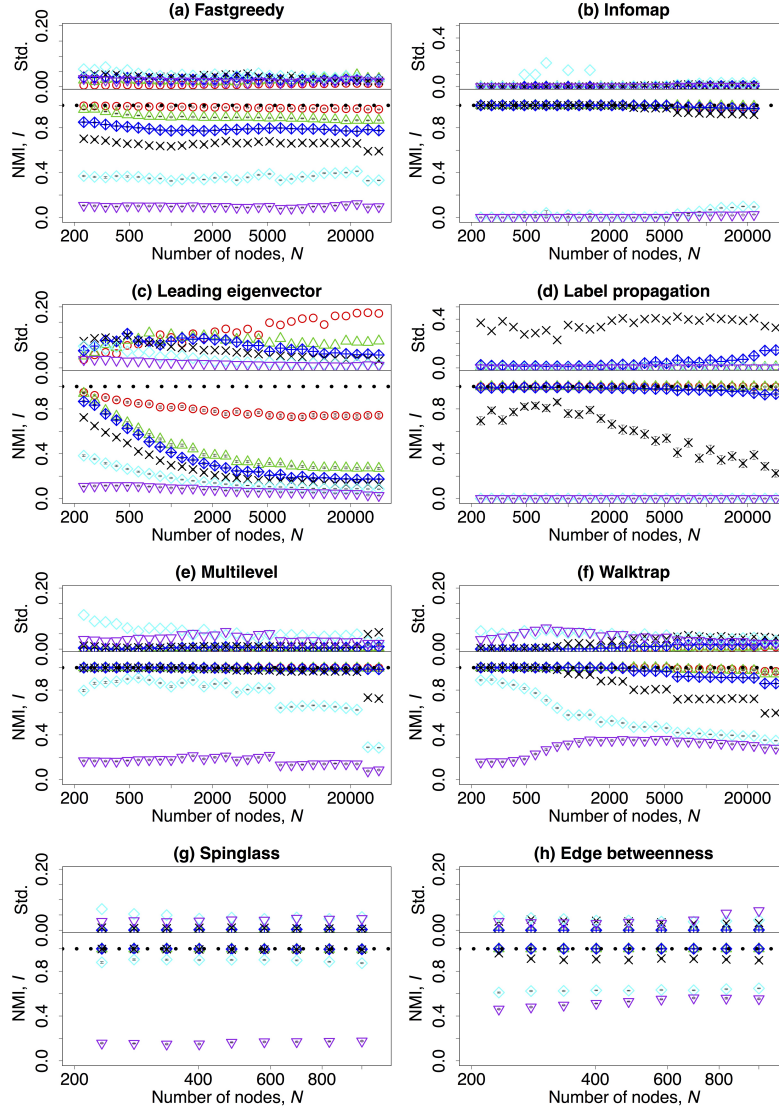 (a) Fastgreedy
(b) Infomap
Std.
0.00 0.20
NMI, I
0.0 0.4 0.8
200 500 2000 5000 20000
Number of nodes, N
Std.
0.0 0.4
NMI, I
0.0 0.4 0.8
200 500 2000 5000 20000
Number of nodes, N
(c) Leading eigenvector
(d) Label propagation
Std.
0.00 0.20
NMI, I
0.0 0.4 0.8
200 500 2000 5000 20000
Number of nodes, N
Std.
0.0 0.4
NMI, I
0.0 0.4 0.8
200 500 2000 5000 20000
Number of nodes, N
(e) Multilevel
(f) Walktrap
Std.
0.00 0.20
NMI, I
0.0 0.4 0.8
200 500 2000 5000 20000
Number of nodes, N
Std.
0.00 0.20
NMI, I
0.0 0.4 0.8
200 500 2000 5000 20000
Number of nodes, N
(g) Spinglass
(h) Edge betweenness
Std.
0.00 0.20
NMI, I
0.0 0.4 0.8
200 400 600 800
Number of nodes, N
Std.
0.00 0.20
NMI, I
0.0 0.4 0.8
200 400 600 800
Number of nodes, N